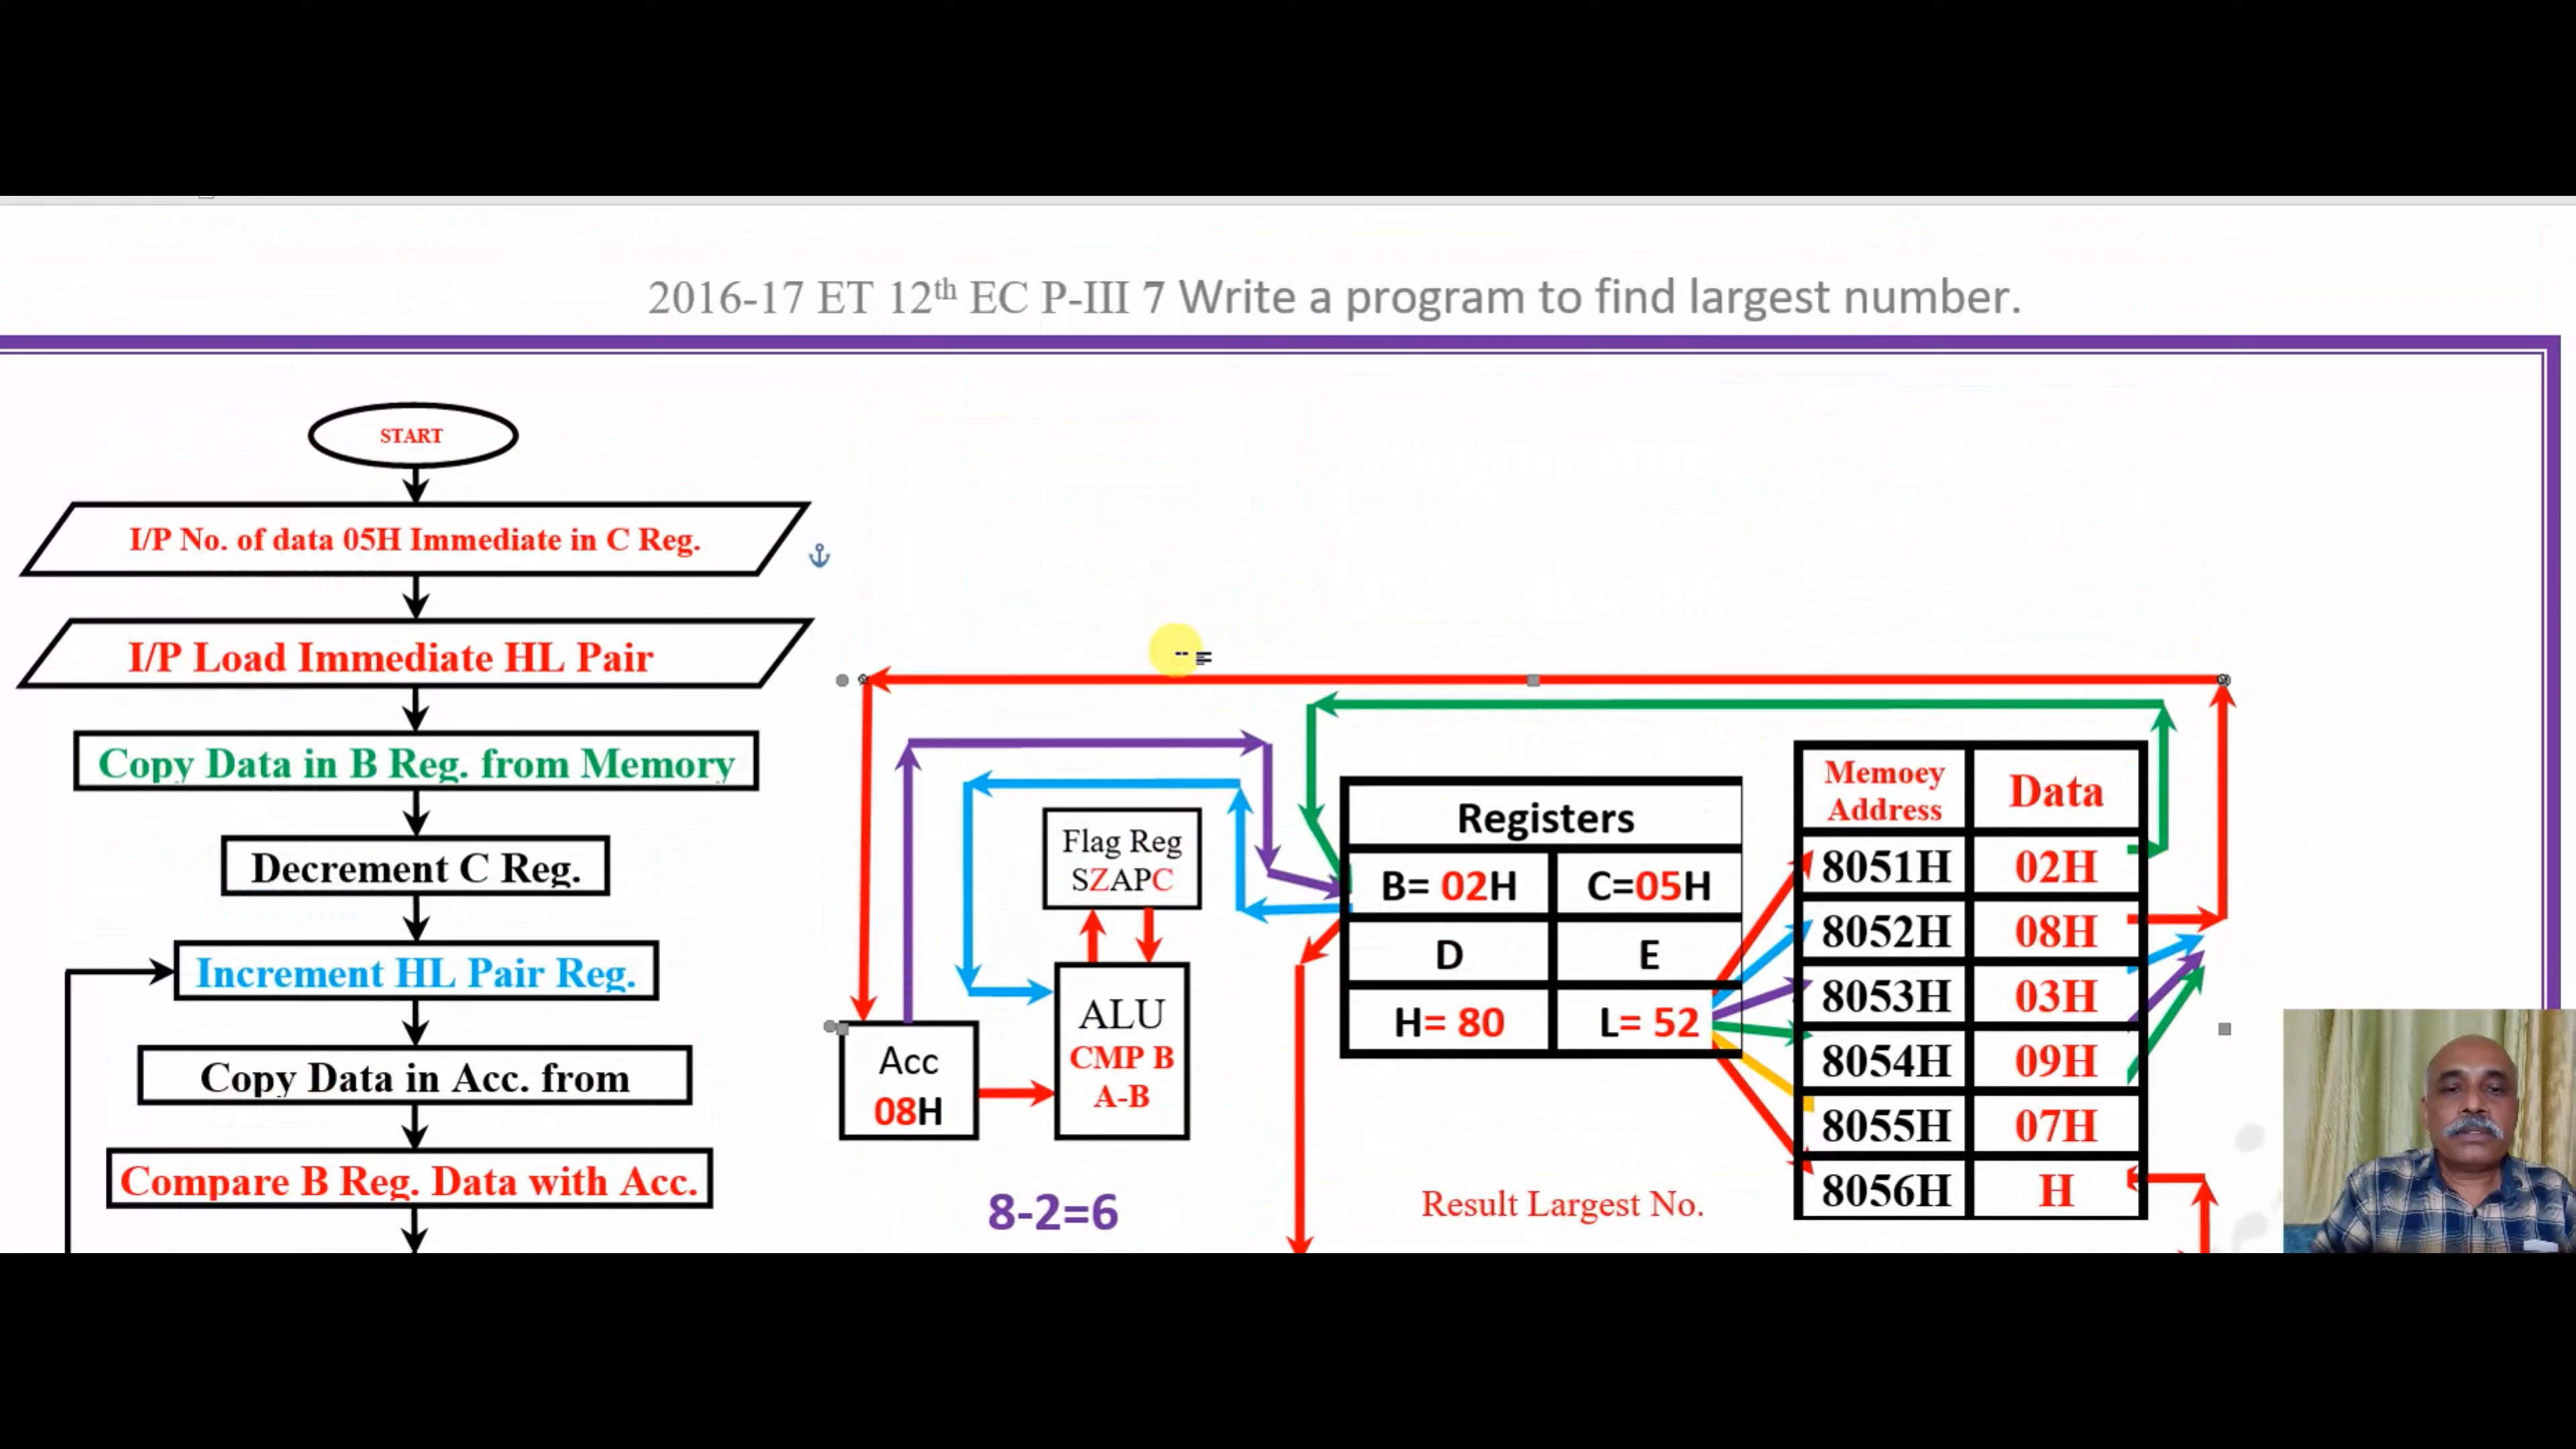 2016-17 ET 12th EC P-III 7 Write a program to find largest number.
START
I/P No. of data 05H Immediate in C Reg.
I/P Load Immediate HL Pair
Copy Data in B Reg. from Memory
Decrement C Reg.
Increment HL Pair Reg.
Copy Data in Acc. from
Compare B Reg. Data with Acc.
Flag Reg
SZAPC
ALU
CMP B
A-B
Acc
08H
8-2=6
Registers
B= 02H C=05H
D E
H= 80 L= 52
Result Largest No.
Memoey
Address Data
8051H 02H
8052H 08H
8053H 03H
8054H 09H
8055H 07H
8056H H